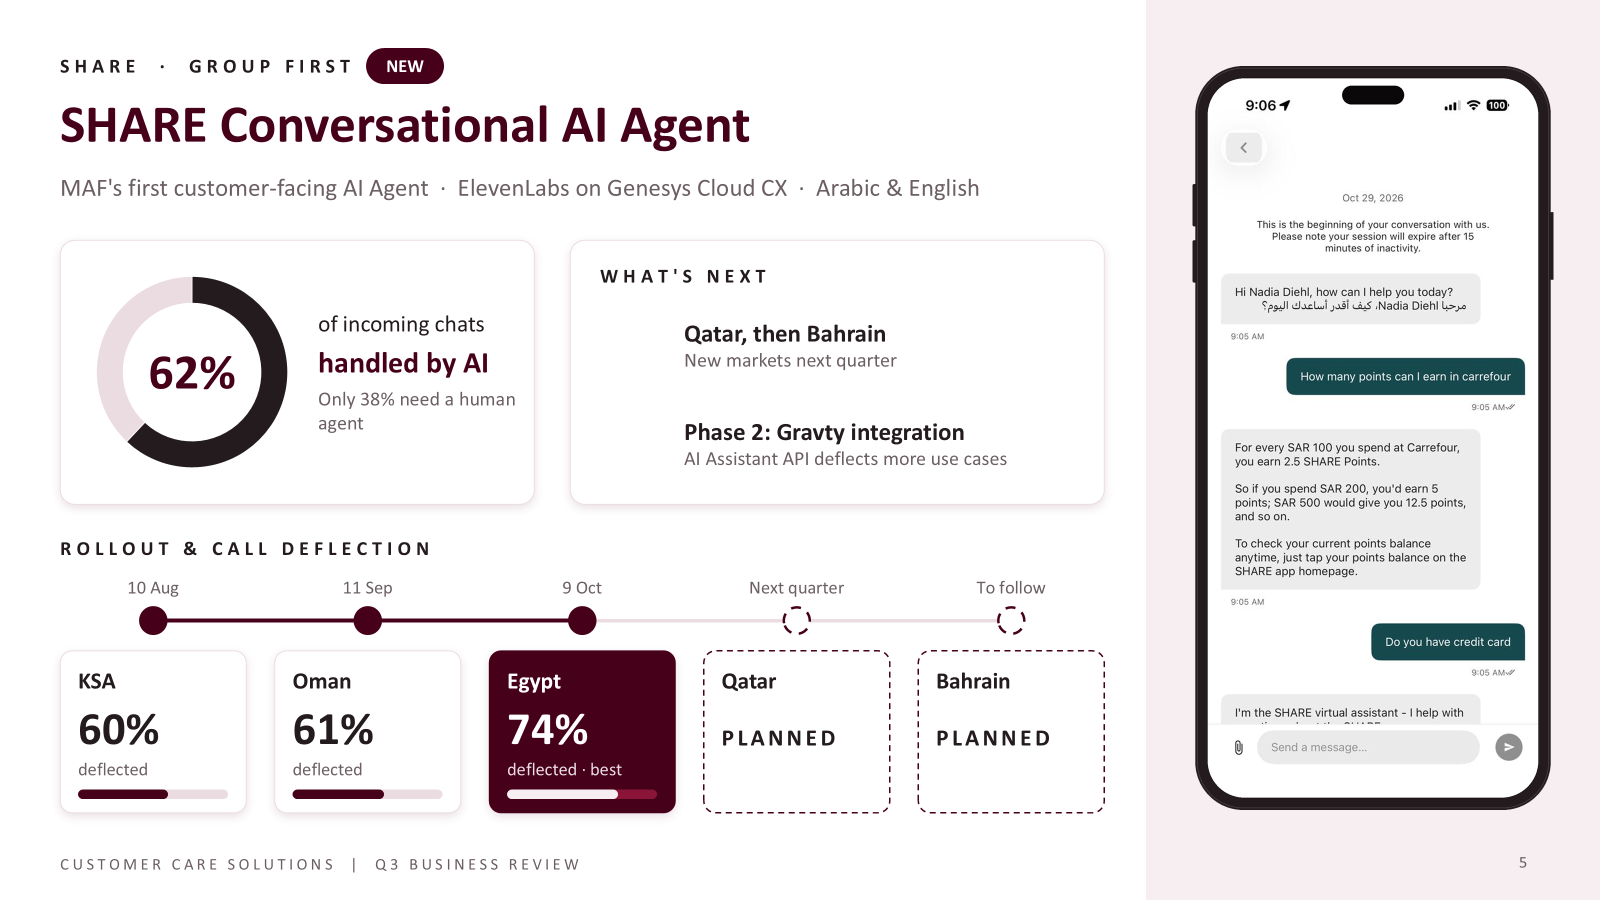 SHARE · GROUP FIRST NEW
SHARE Conversational AI Agent
MAF's first customer-facing AI Agent · ElevenLabs on Genesys Cloud CX · Arabic & English
62%
of incoming chats
handled by AI
Only 38% need a human
agent
WHAT'S NEXT
Qatar, then Bahrain
New markets next quarter
Phase 2: Gravty integration
AI Assistant API deflects more use cases
ROLLOUT & CALL DEFLECTION
10 Aug
11 Sep
9 Oct
Next quarter
To follow
KSA
60%
deflected
Oman
61%
deflected
Egypt
74%
deflected · best
Qatar
PLANNED
Bahrain
PLANNED
CUSTOMER CARE SOLUTIONS | Q3 BUSINESS REVIEW
9:06
100
Oct 29, 2026
This is the beginning of your conversation with us.
Please note your session will expire after 15
minutes of inactivity.
Hi Nadia Diehl, how can I help you today?
مرحبا Nadia Diehl، كيف أقدر أساعدك اليوم؟
9:05 AM
How many points can I earn in carrefour
9:05 AM
For every SAR 100 you spend at Carrefour,
you earn 2.5 SHARE Points.
So if you spend SAR 200, you'd earn 5
points; SAR 500 would give you 12.5 points,
and so on.
To check your current points balance
anytime, just tap your points balance on the
SHARE app homepage.
9:05 AM
Do you have credit card
9:05 AM
I'm the SHARE virtual assistant - I help with
Send a message...
5